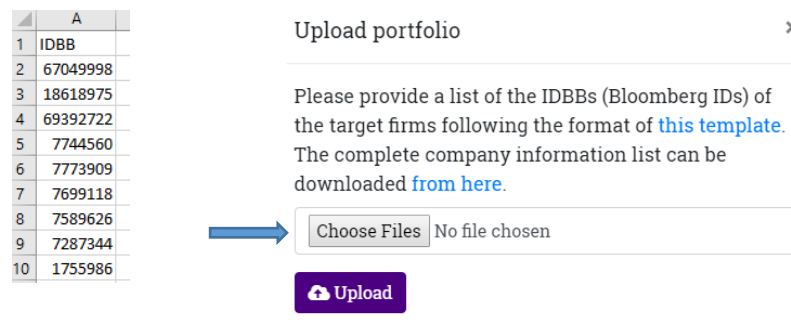 A
1 IDBB
2 67049998
3 18618975
4 69392722
5 7744560
6 7773909
7 7699118
8 7589626
9 7287344
10 1755986
Upload portfolio
Please provide a list of the IDBBs (Bloomberg IDs) of
the target firms following the format of this template.
The complete company information list can be
downloaded from here.
Choose Files No file chosen
Upload